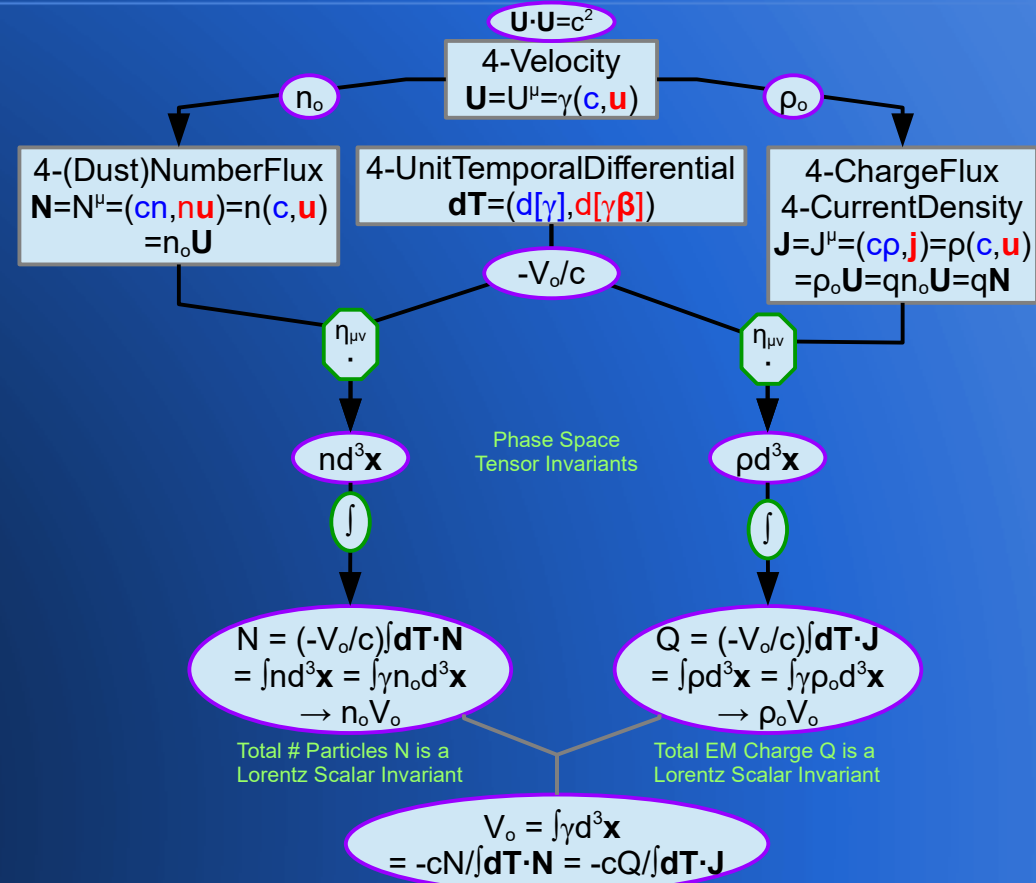 U·U=c²
4-Velocity
U=Uᵘ=γ(c,u)
nₒ
ρₒ
4-(Dust)NumberFlux
N=Nᵘ=(cn,nu)=n(c,u)
=nₒU
4-UnitTemporalDifferential
dT=(d[γ],d[γβ])
4-ChargeFlux
4-CurrentDensity
J=Jᵘ=(cρ,j)=ρ(c,u)
=ρₒU=qnₒU=qN
-Vₒ/c
ημν
·
ημν
·
nd³x
Phase Space
Tensor Invariants
ρd³x
∫
∫
N = (-Vₒ/c)∫dT·N
= ∫nd³x = ∫γnₒd³x
→ nₒVₒ
Q = (-Vₒ/c)∫dT·J
= ∫ρd³x = ∫γρₒd³x
→ ρₒVₒ
Total # Particles N is a
Lorentz Scalar Invariant
Total EM Charge Q is a
Lorentz Scalar Invariant
Vₒ = ∫γd³x
= -cN/∫dT·N = -cQ/∫dT·J